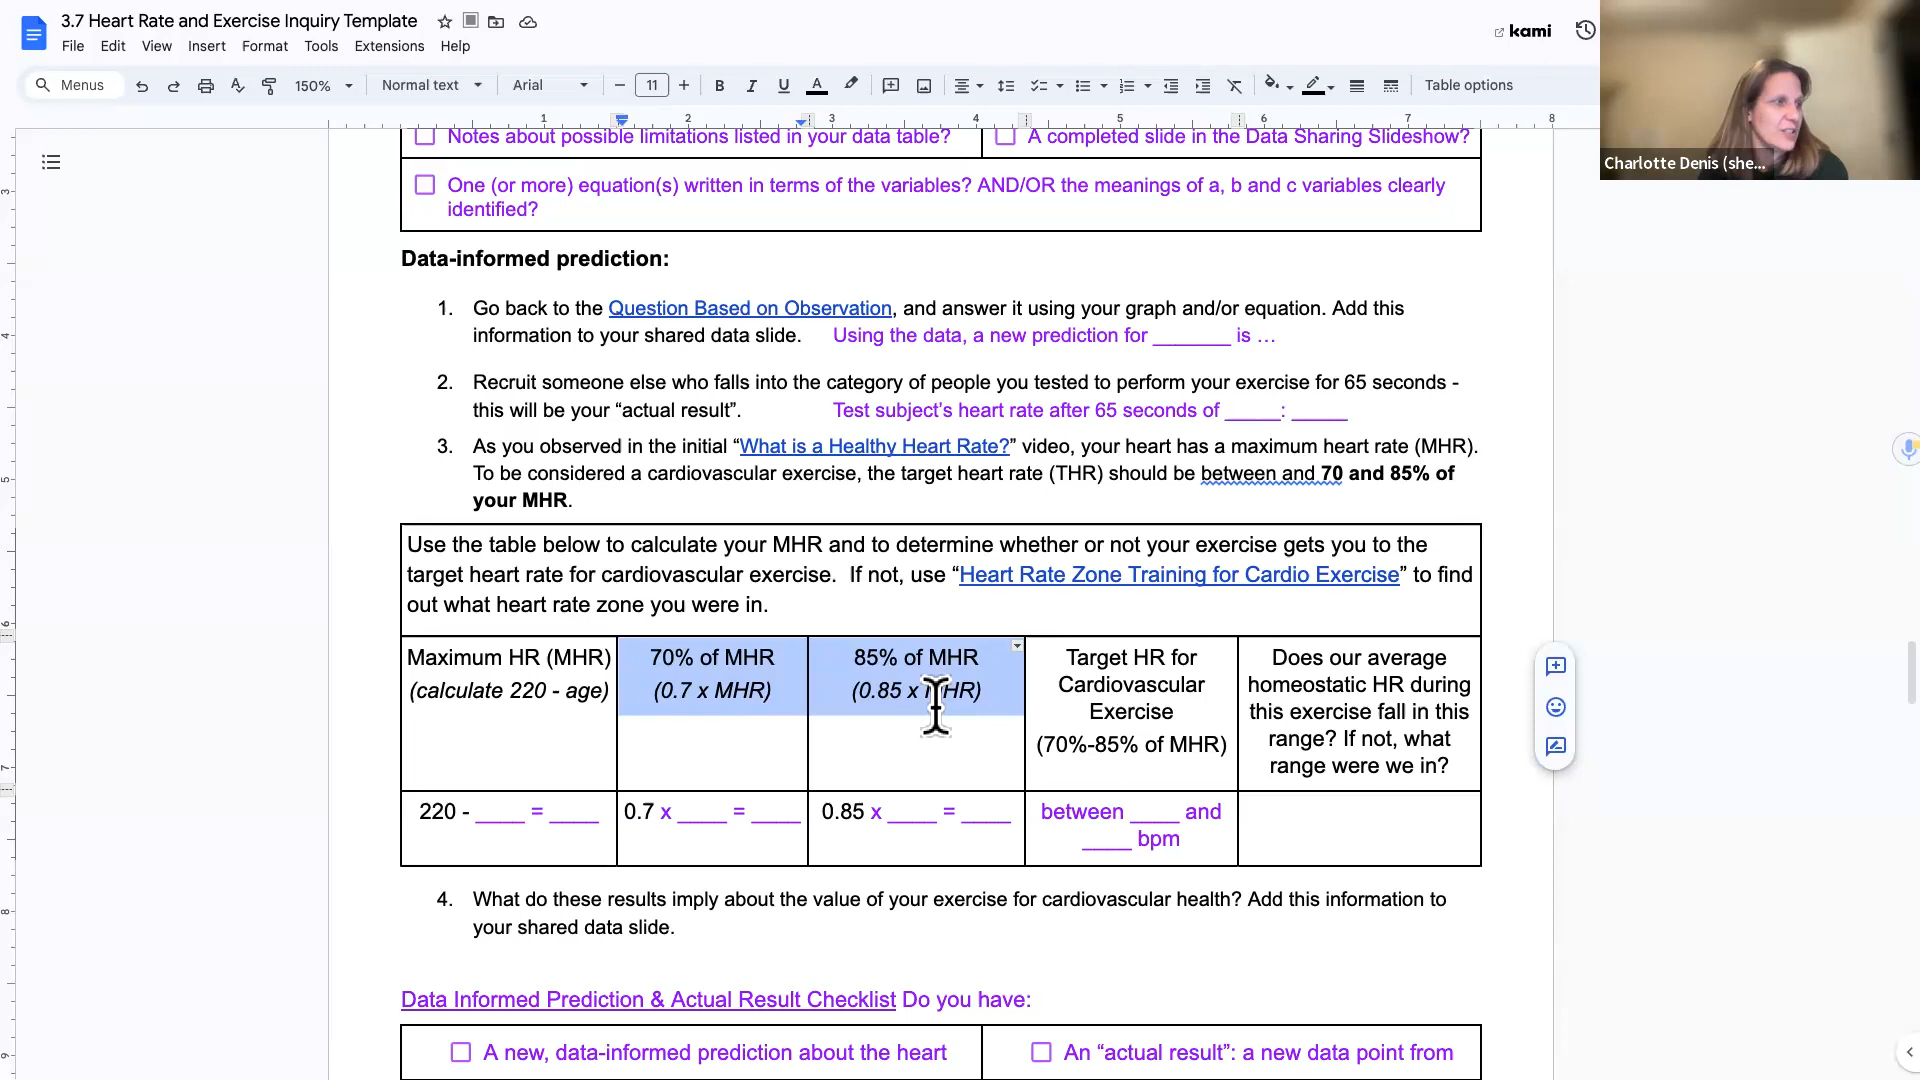 3.7 Heart Rate and Exercise Inquiry Template
kami
File Edit View Insert Format Tools Extensions Help
Menus 150% Normal text Arial 11 Table options
1 2 3 4 5 6 7 8
Charlotte Denis (she...
Notes about possible limitations listed in your data table? A completed slide in the Data Sharing Slideshow?
One (or more) equation(s) written in terms of the variables? AND/OR the meanings of a, b and c variables clearly
identified?
Data-informed prediction:
1. Go back to the Question Based on Observation, and answer it using your graph and/or equation. Add this
information to your shared data slide. Using the data, a new prediction for _______ is …
2. Recruit someone else who falls into the category of people you tested to perform your exercise for 65 seconds -
this will be your “actual result”. Test subject’s heart rate after 65 seconds of _____: _____
3. As you observed in the initial “What is a Healthy Heart Rate?” video, your heart has a maximum heart rate (MHR).
To be considered a cardiovascular exercise, the target heart rate (THR) should be between and 70 and 85% of
your MHR.
Use the table below to calculate your MHR and to determine whether or not your exercise gets you to the
target heart rate for cardiovascular exercise. If not, use “Heart Rate Zone Training for Cardio Exercise” to find
out what heart rate zone you were in.
Maximum HR (MHR)
(calculate 220 - age)
70% of MHR
(0.7 x MHR)
85% of MHR
(0.85 x MHR)
Target HR for
Cardiovascular
Exercise
(70%-85% of MHR)
Does our average
homeostatic HR during
this exercise fall in this
range? If not, what
range were we in?
220 - ____ = ____
0.7 x ____ = ____
0.85 x ____ = ____
between ____ and
____ bpm
4. What do these results imply about the value of your exercise for cardiovascular health? Add this information to
your shared data slide.
Data Informed Prediction & Actual Result Checklist Do you have:
A new, data-informed prediction about the heart
An “actual result”: a new data point from